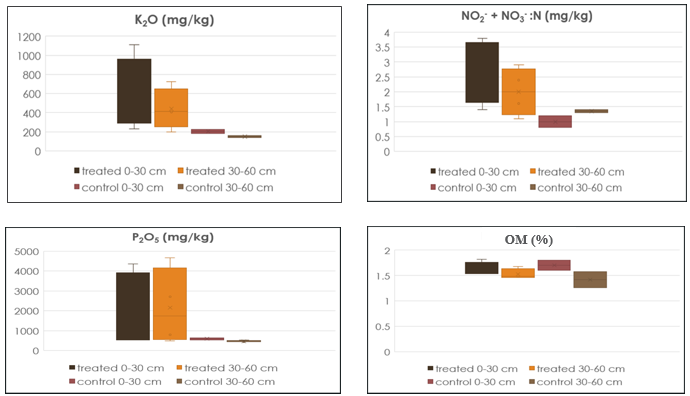 K₂O (mg/kg)
1200
1000
800
600
400
200
0
treated 0-30 cm treated 30-60 cm
control 0-30 cm control 30-60 cm
NO₂⁻ + NO₃⁻ :N (mg/kg)
4
3.5
3
2.5
2
1.5
1
0.5
0
treated 0-30 cm treated 30-60 cm
control 0-30 cm control 30-60 cm
P₂O₅ (mg/kg)
5000
4000
3000
2000
1000
0
treated 0-30 cm treated 30-60 cm
control 0-30 cm control 30-60 cm
OM (%)
2
1.5
1
0.5
0
treated 0-30 cm treated 30-60 cm
control 0-30 cm control 30-60 cm